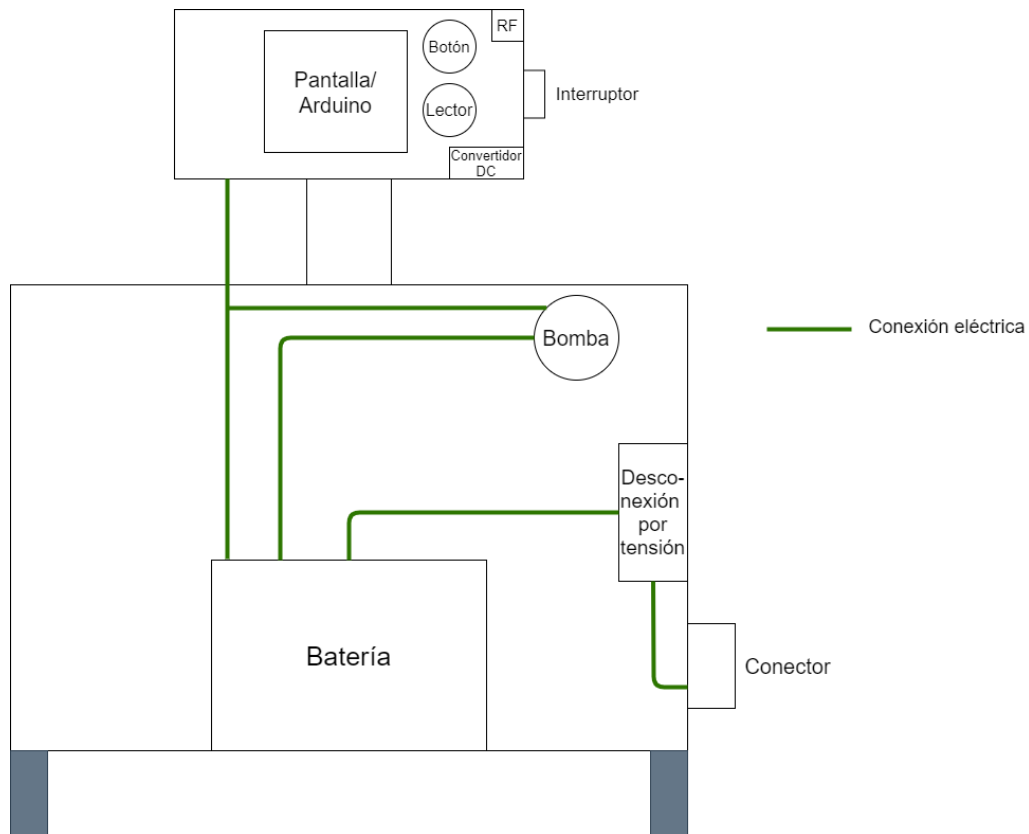 RF
Botón
Pantalla/
Arduino
Interruptor
Lector
Convertidor
DC
Bomba
Conexión eléctrica
Desco-
nexión
por
tensión
Batería
Conector